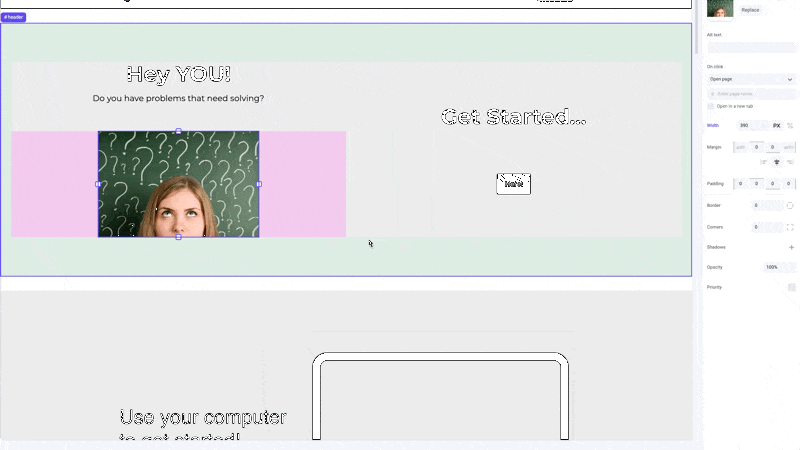 #header
Replace
Hey YOU!
Do you have problems that need solving?
Get Started...
Here
Use your computer
to get started!
Alt text
On click
Open page
Enter page name
Open in a new tab
Width 390 PX %
Margin auto 0 0 auto
Padding 0 0 0 0
Border 0
Corners 0
Shadows +
Opacity 100%
Priority